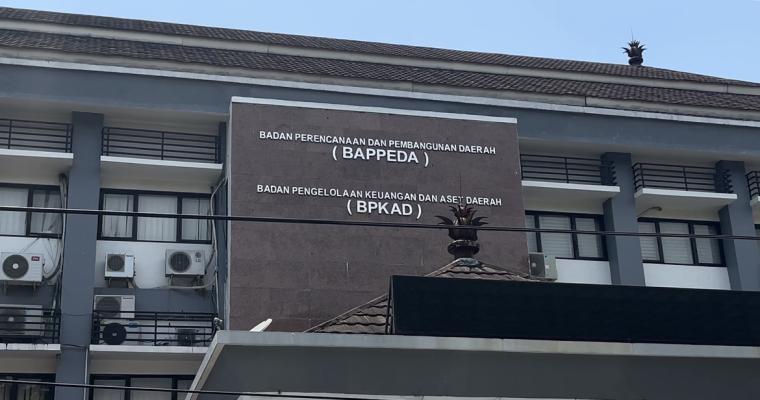 BADAN PERENCANAAN DAN PEMBANGUNAN DAERAH
( BAPPEDA )
BADAN PENGELOLAAN KEUANGAN DAN ASET DAERAH
( BPKAD )